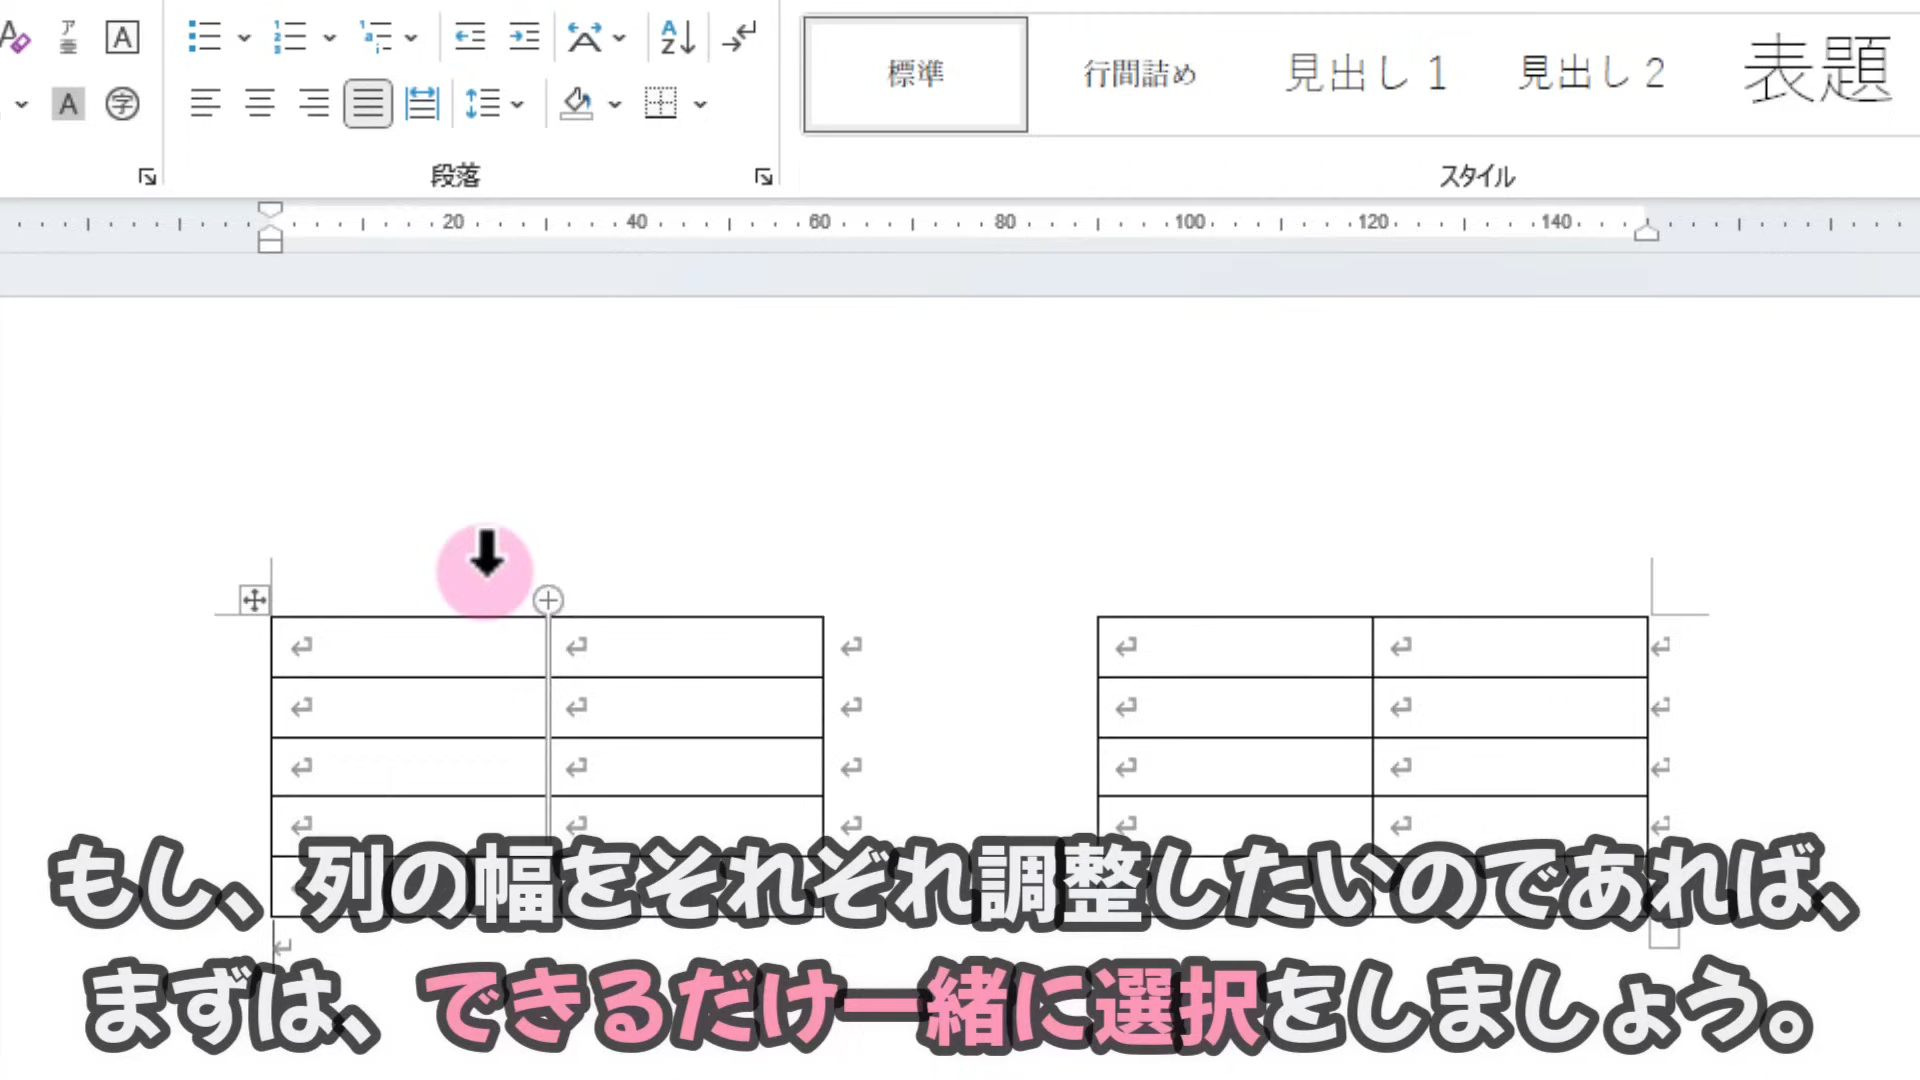 ア
亜
A
A
字
A
Z
段落
標準
行間詰め
見出し 1
見出し 2
表題
スタイル
20 40 60 80 100 120 140
もし、列の幅をそれぞれ調整したいのであれば、
まずは、できるだけ一緒に選択をしましょう。